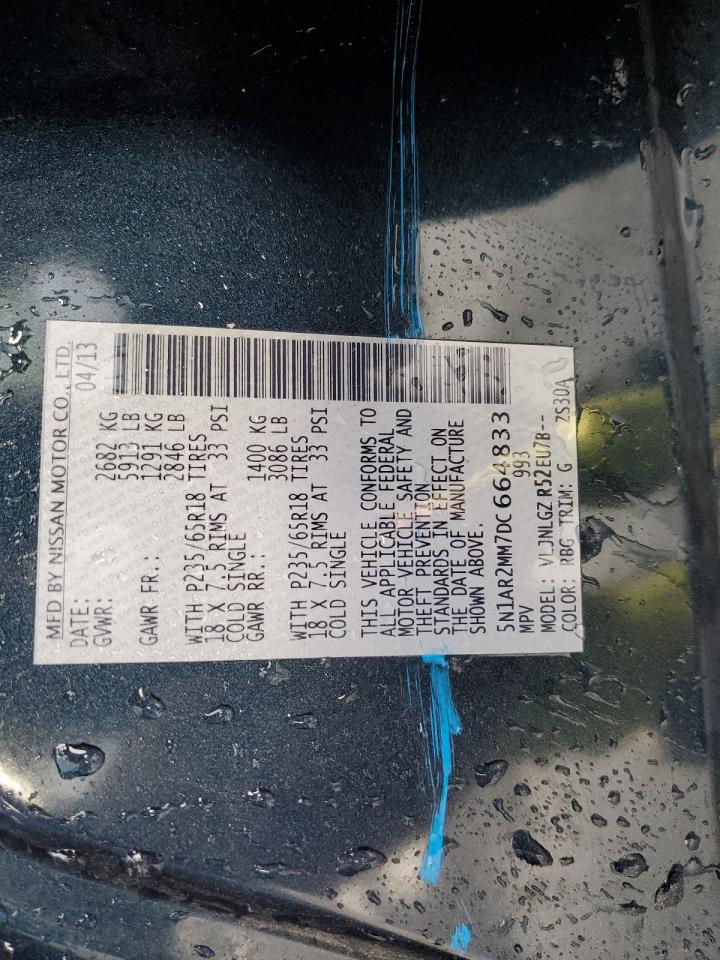 MFD BY NISSAN MOTOR CO., LTD.
DATE: 04/13
GVWR: 2682 KG
5913 LB
GAWR FR.: 1291 KG
2846 LB
WITH P235/65R18 TIRES
18 X 7.5 RIMS AT 33 PSI
COLD SINGLE
GAWR RR.: 1400 KG
3086 LB
WITH P235/65R18 TIRES
18 X 7.5 RIMS AT 33 PSI
COLD SINGLE
THIS VEHICLE CONFORMS TO
ALL APPLICABLE FEDERAL
MOTOR VEHICLE SAFETY AND
THEFT PREVENTION
STANDARDS IN EFFECT ON
THE DATE OF MANUFACTURE
SHOWN ABOVE.
5N1AR2MM7DC664833
MPV 993
MODEL: VLJNLGZ R52EU7B--
COLOR: RBG TRIM: G ZS30A